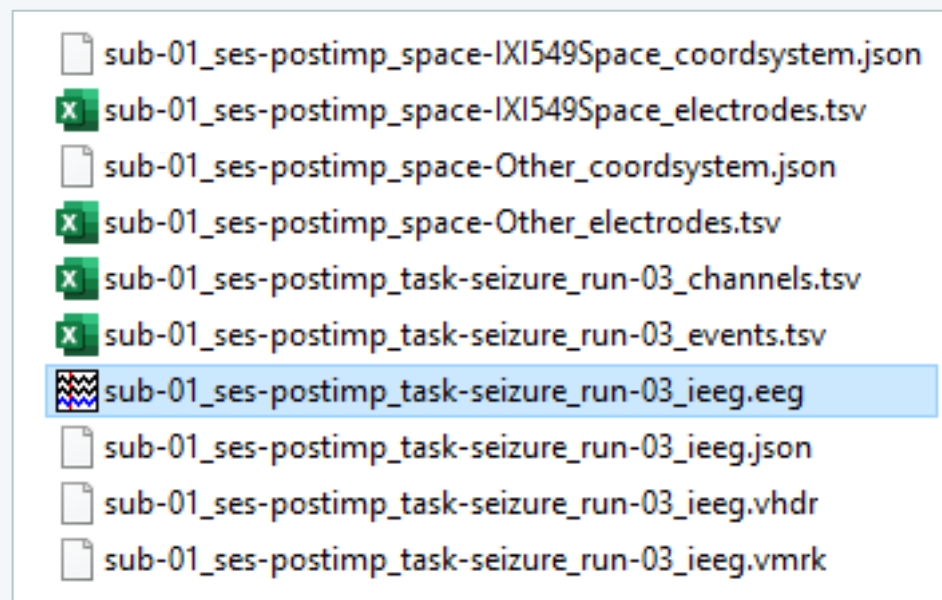 sub-01_ses-postimp_space-IXI549Space_coordsystem.json
sub-01_ses-postimp_space-IXI549Space_electrodes.tsv
sub-01_ses-postimp_space-Other_coordsystem.json
sub-01_ses-postimp_space-Other_electrodes.tsv
sub-01_ses-postimp_task-seizure_run-03_channels.tsv
sub-01_ses-postimp_task-seizure_run-03_events.tsv
sub-01_ses-postimp_task-seizure_run-03_ieeg.eeg
sub-01_ses-postimp_task-seizure_run-03_ieeg.json
sub-01_ses-postimp_task-seizure_run-03_ieeg.vhdr
sub-01_ses-postimp_task-seizure_run-03_ieeg.vmrk